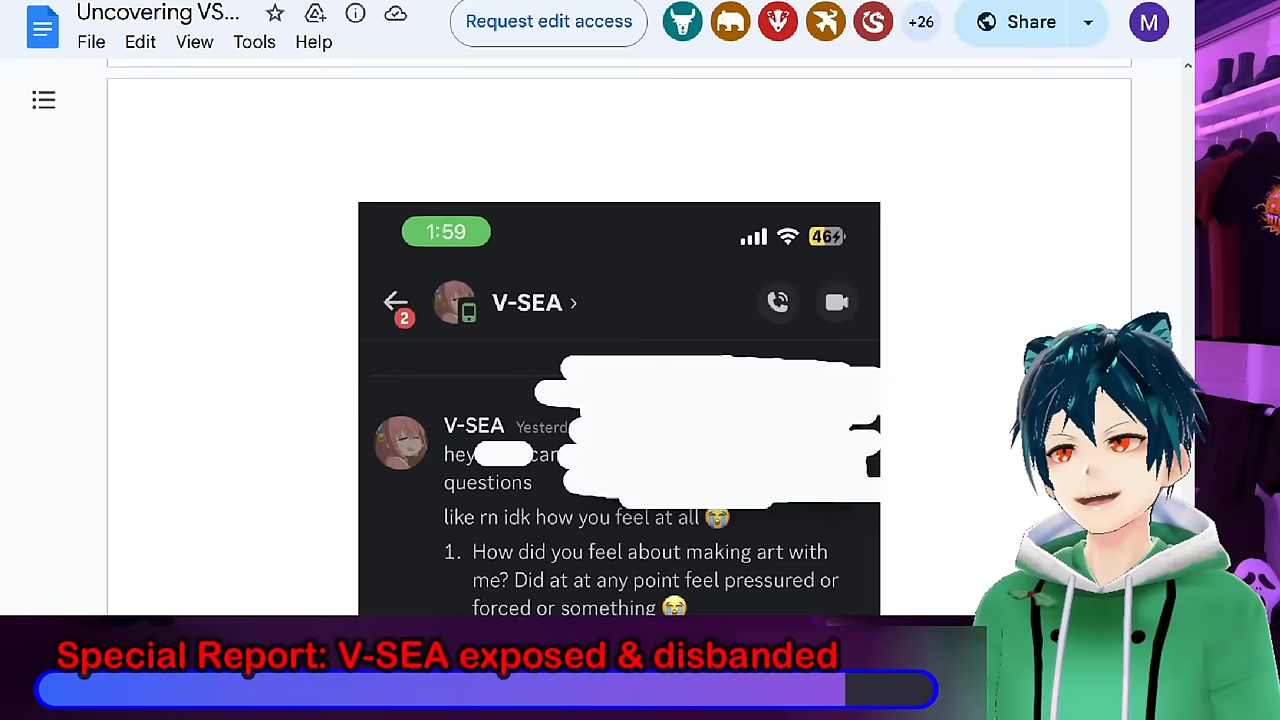 Uncovering VS...
File Edit View Tools Help
Request edit access
+26
Share
M
1:59
46
2
V-SEA
V-SEA Yesterd
hey can
questions
like rn idk how you feel at all 😭
1. How did you feel about making art with
me? Did at at any point feel pressured or
forced or something 😭
Special Report: V-SEA exposed & disbanded